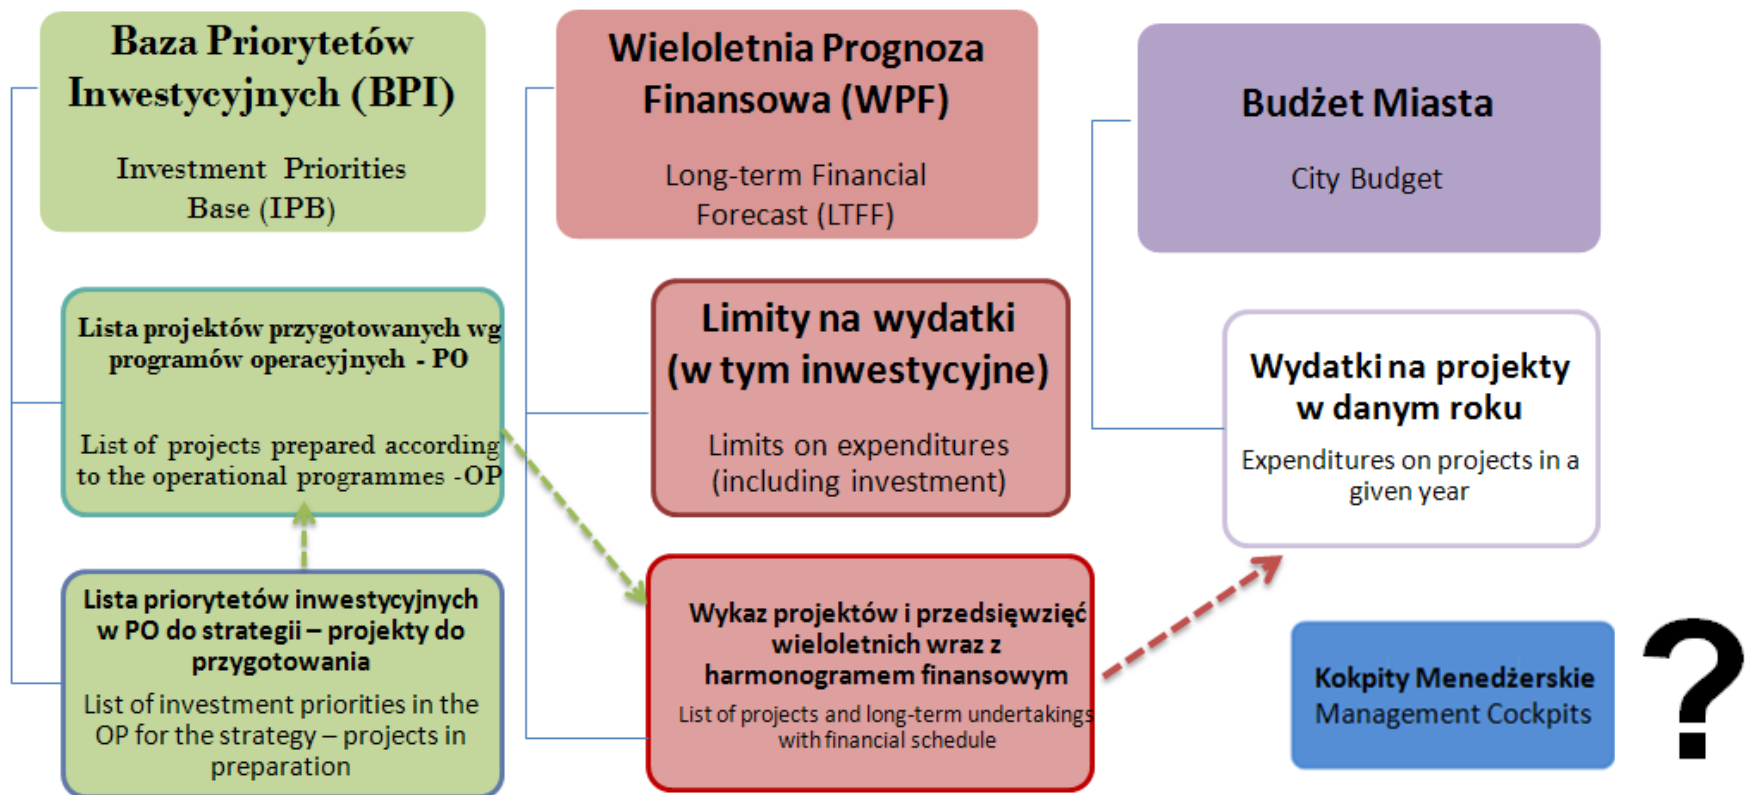 Baza Priorytetów
Inwestycyjnych (BPI)
Investment Priorities
Base (IPB)
Lista projektów przygotowanych wg
programów operacyjnych - PO
List of projects prepared according
to the operational programmes -OP
Lista priorytetów inwestycyjnych
w PO do strategii – projekty do
przygotowania
List of investment priorities in the
OP for the strategy – projects in
preparation
Wieloletnia Prognoza
Finansowa (WPF)
Long-term Financial
Forecast (LTFF)
Limity na wydatki
(w tym inwestycyjne)
Limits on expenditures
(including investment)
Wykaz projektów i przedsięwzięć
wieloletnich wraz z
harmonogramem finansowym
List of projects and long-term undertakings
with financial schedule
Budżet Miasta
City Budget
Wydatki na projekty
w danym roku
Expenditures on projects in a
given year
Kokpity Menedżerskie
Management Cockpits
?